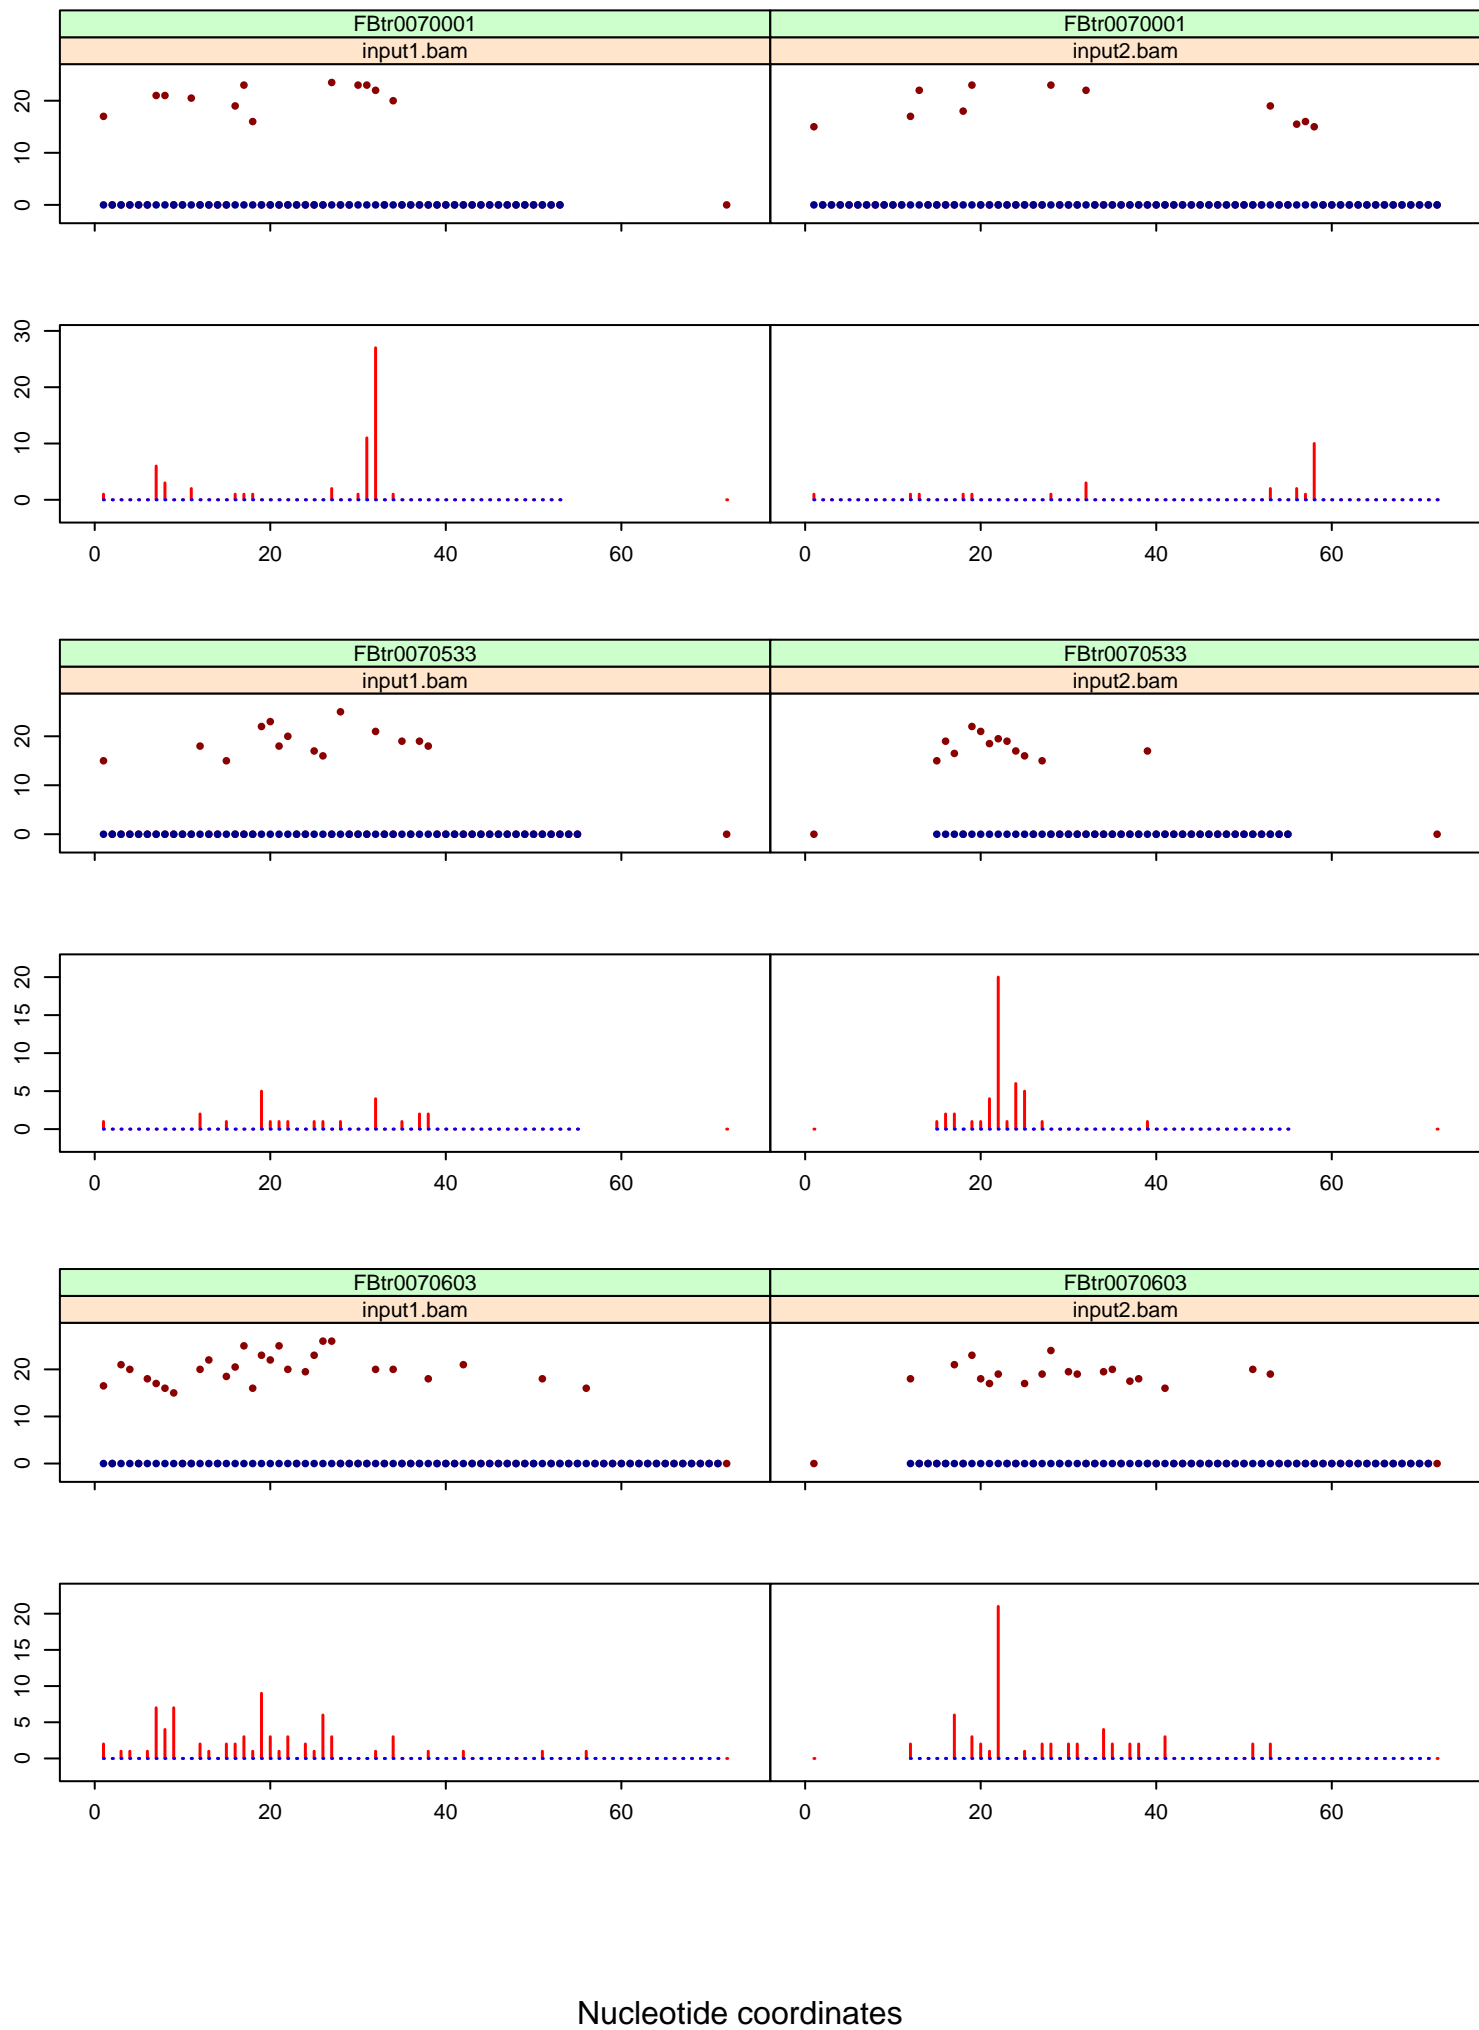 FBtr0070001 FBtr0070001
input1.bam input2.bam
20
10
0
30
20
10
0
0 20 40 60 0 20 40 60
FBtr0070533 FBtr0070533
input1.bam input2.bam
20
10
0
20
15
10
5
0
0 20 40 60 0 20 40 60
FBtr0070603 FBtr0070603
input1.bam input2.bam
20
10
0
20
15
10
5
0
0 20 40 60 0 20 40 60
Nucleotide coordinates